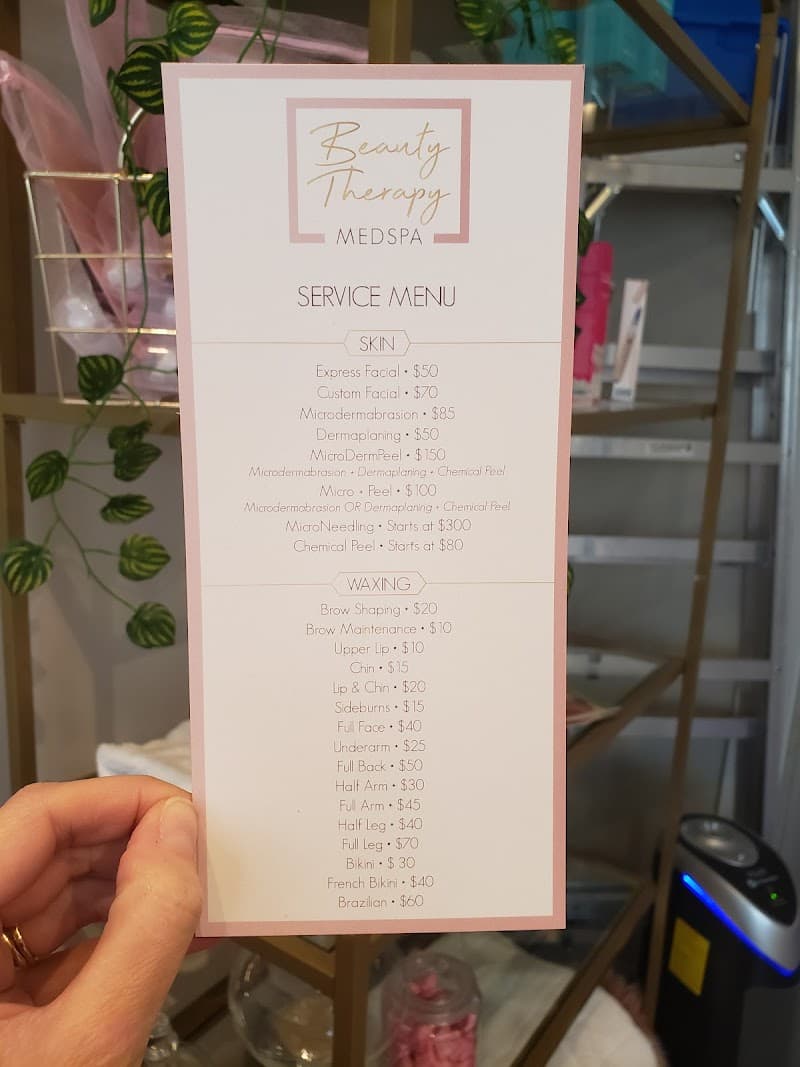 Beauty
Therapy
MEDSPA
SERVICE MENU
SKIN
Express Facial • $50
Custom Facial • $70
Microdermabrasion • $85
Dermaplaning • $50
MicroDermPeel • $150
Microdermabrasion + Dermaplaning + Chemical Peel
Micro + Peel • $100
Microdermabrasion OR Dermaplaning + Chemical Peel
MicroNeedling • Starts at $300
Chemical Peel • Starts at $80
WAXING
Brow Shaping • $20
Brow Maintenance • $10
Upper Lip • $10
Chin • $15
Lip & Chin • $20
Sideburns • $15
Full Face • $40
Underarm • $25
Full Back • $50
Half Arm • $30
Full Arm • $45
Half Leg • $40
Full Leg • $70
Bikini • $ 30
French Bikini • $40
Brazilian • $60